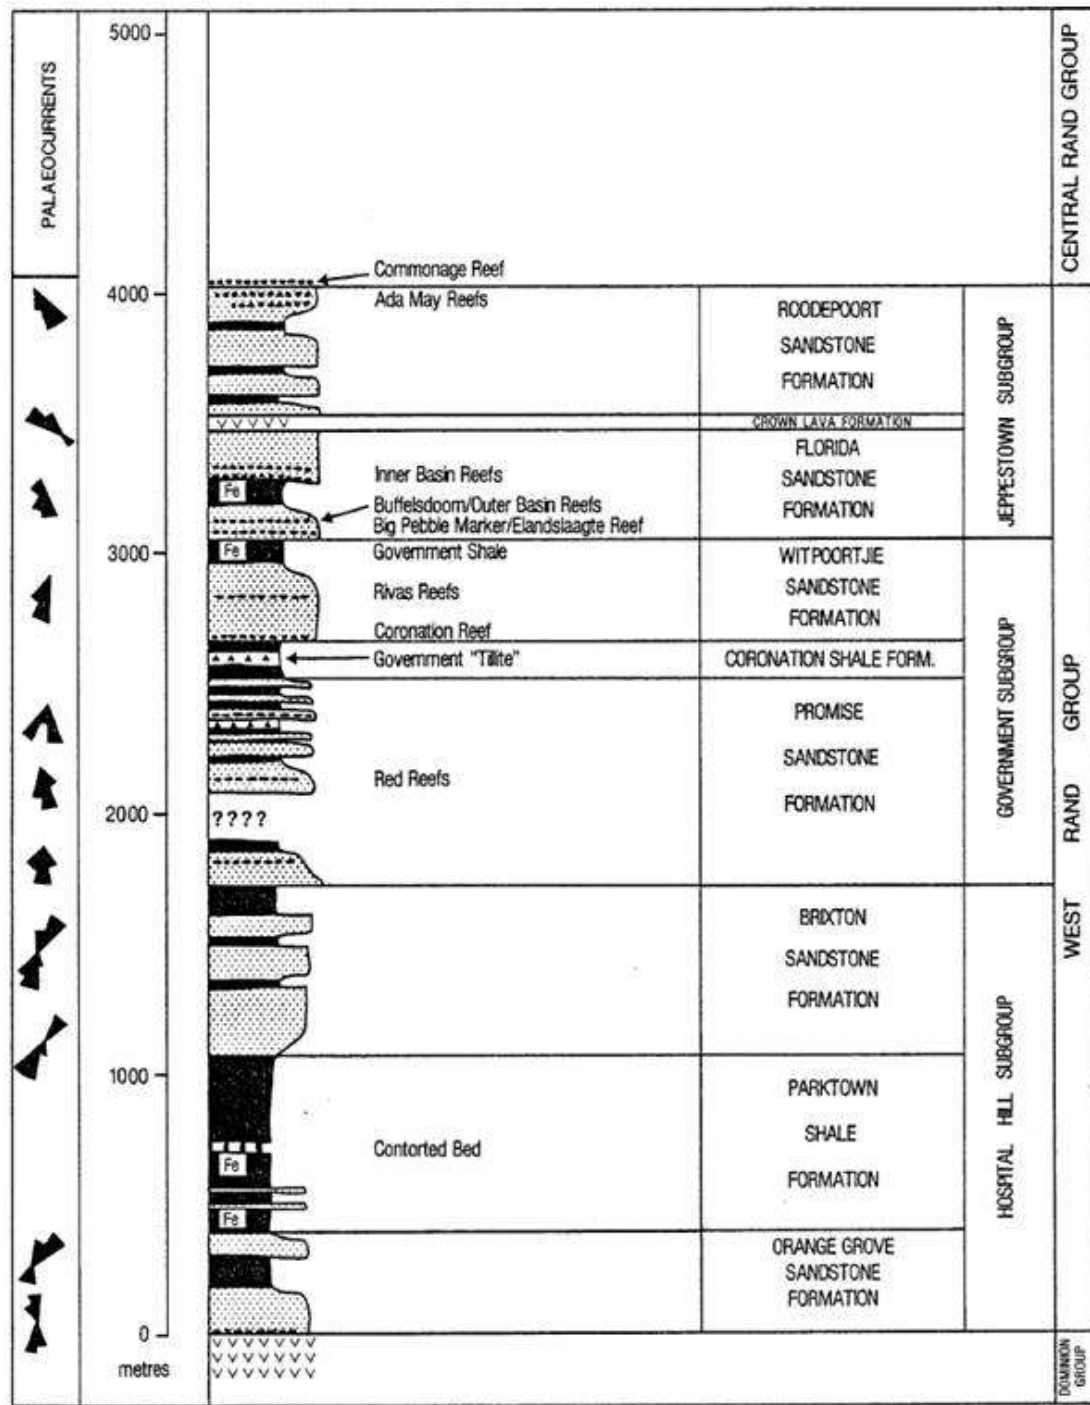 PALAEOCURRENTS
5000
4000
3000
2000
1000
0
metres
Commonage Reef
Ada May Reefs
V V V V V
Inner Basin Reefs
Fe
Buffelsdoorn/Outer Basin Reefs
Big Pebble Marker/Elandslaagte Reef
Fe
Government Shale
Rivas Reefs
Coronation Reef
Government "Tillite"
Red Reefs
????
Contorted Bed
Fe
Fe
V V V V V V
V V V V V V
V V V V V V
ROODEPOORT
SANDSTONE
FORMATION
CROWN LAVA FORMATION
FLORIDA
SANDSTONE
FORMATION
WITPOORTJIE
SANDSTONE
FORMATION
CORONATION SHALE FORM.
PROMISE
SANDSTONE
FORMATION
BRIXTON
SANDSTONE
FORMATION
PARKTOWN
SHALE
FORMATION
ORANGE GROVE
SANDSTONE
FORMATION
JEPPESTOWN SUBGROUP
GOVERNMENT SUBGROUP
HOSPITAL HILL SUBGROUP
CENTRAL RAND GROUP
WEST RAND GROUP
DOMINION
GROUP